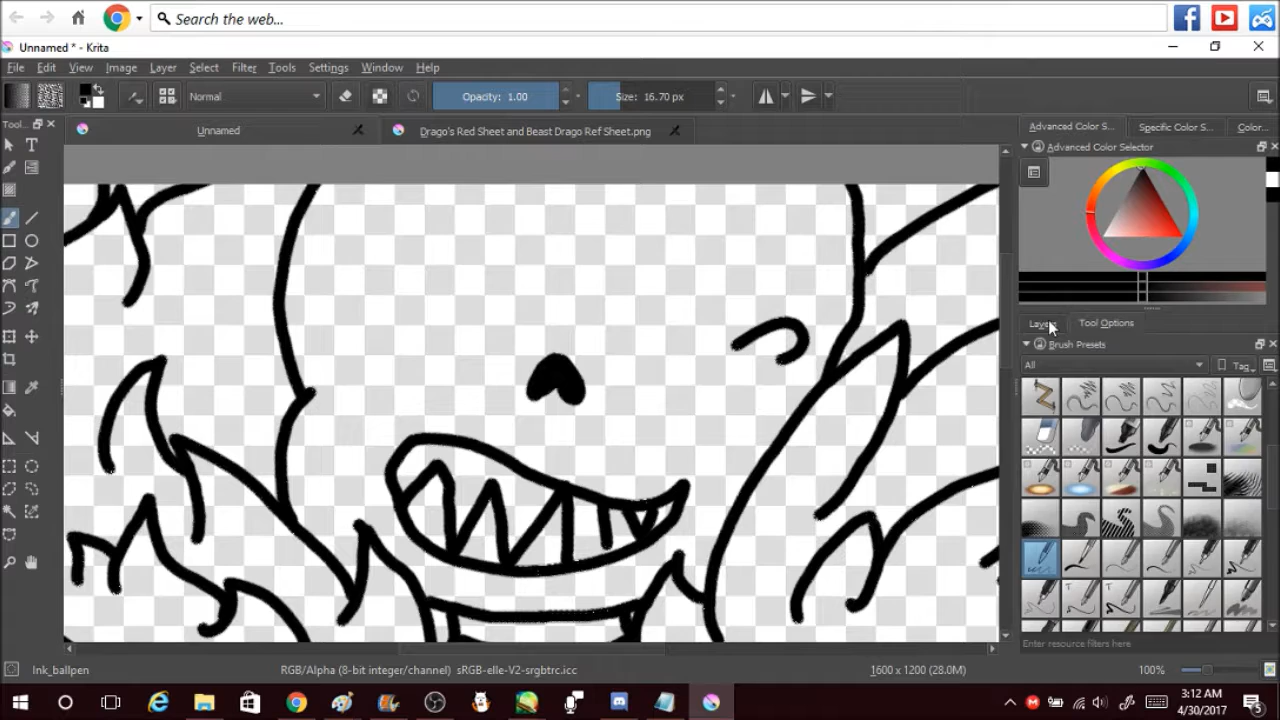 Search the web...
Unnamed * - Krita
File Edit View Image Layer Select Filter Tools Settings Window Help
Normal
Opacity: 1.00
Size: 16.70 px
Tool...
Unnamed
Drago's Red Sheet and Beast Drago Ref Sheet.png
Advanced Color S...
Specific Color S...
Color...
Advanced Color Selector
Layers
Tool Options
Brush Presets
All
Tag
Enter resource filters here
Ink_ballpen
RGB/Alpha (8-bit integer/channel) sRGB-elle-V2-srgbtrc.icc
1600 x 1200 (28.0M)
100%
3:12 AM
4/30/2017